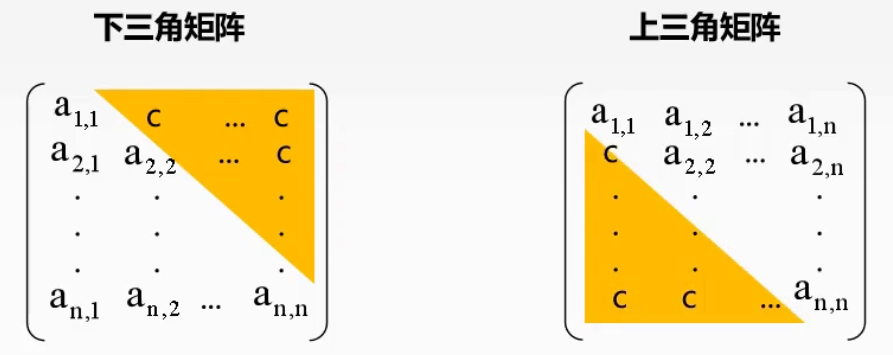 下三角矩阵
a1,1 c ... c
a2,1 a2,2 ... c
. . .
. . .
. . .
an,1 an,2 ... an,n
上三角矩阵
a1,1 a1,2 ... a1,n
c a2,2 ... a2,n
. . .
. . .
. . .
c c ... an,n